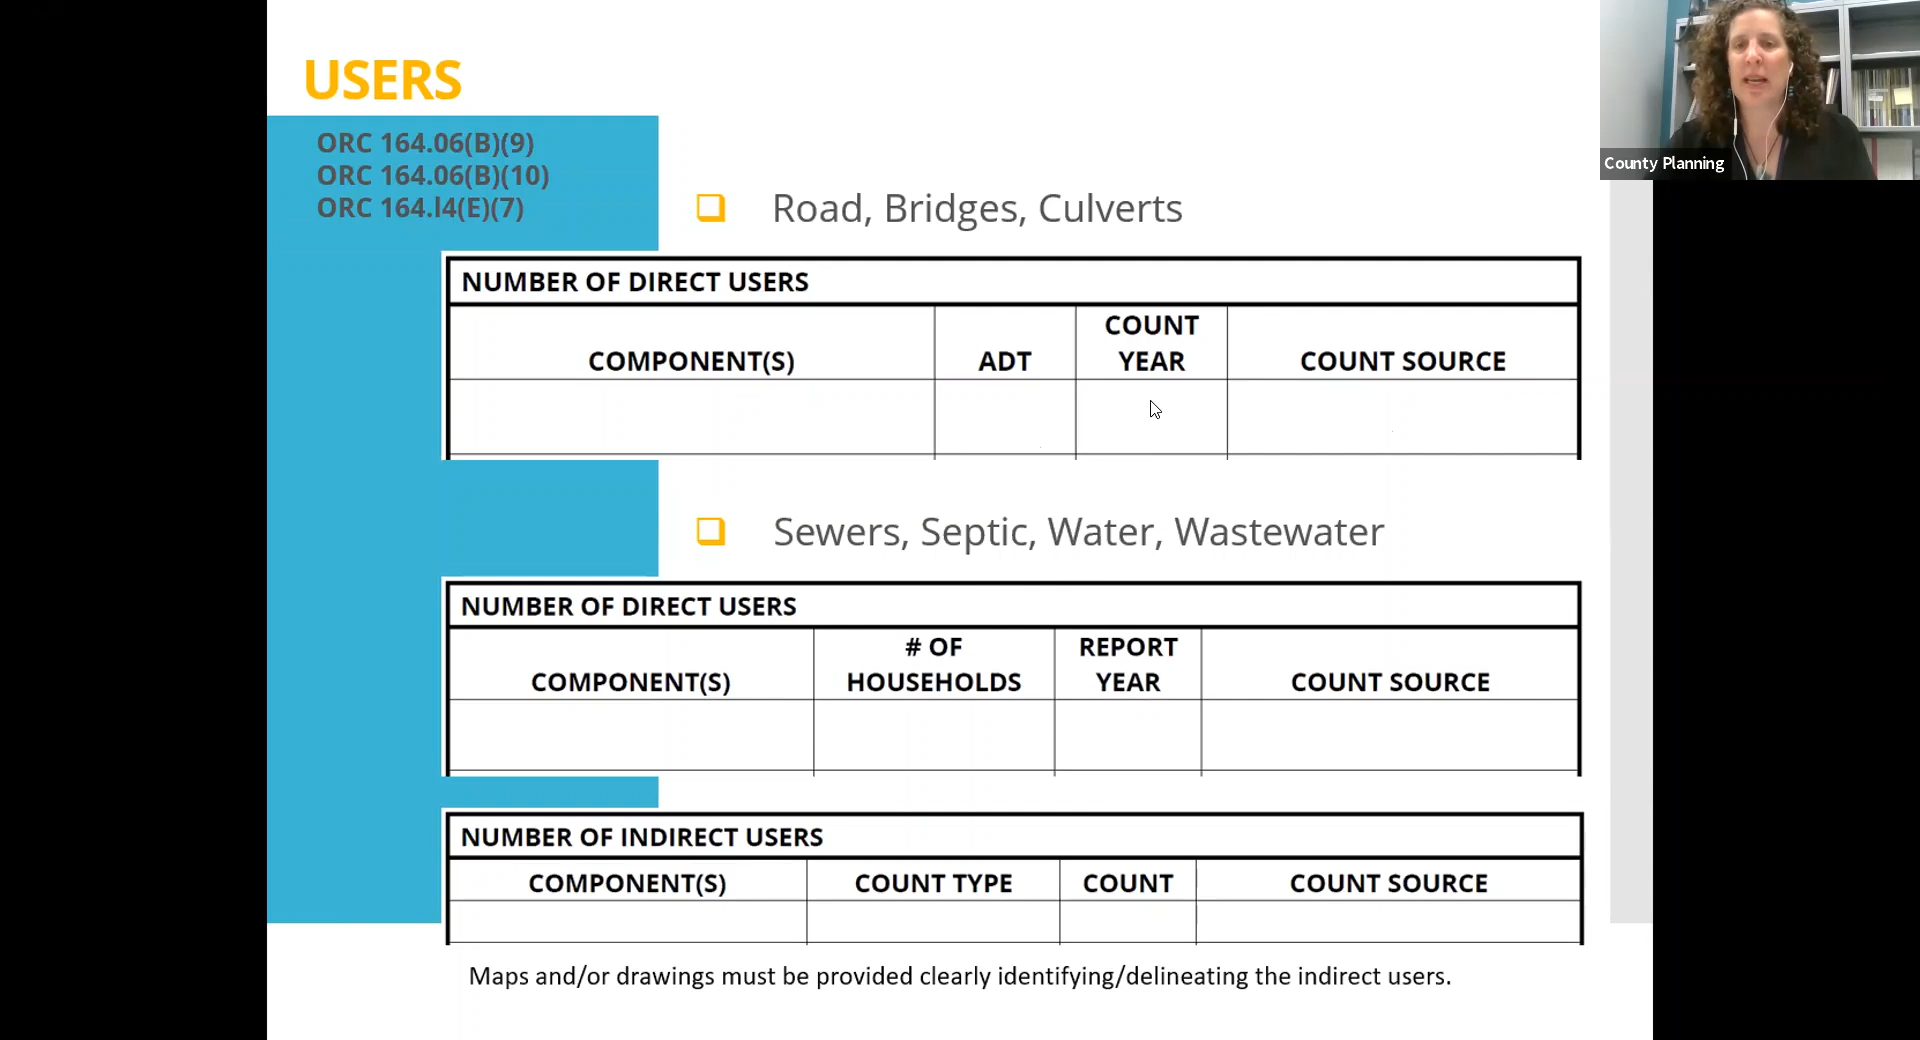 USERS
ORC 164.06(B)(9)
ORC 164.06(B)(10)
ORC 164.l4(E)(7)
County Planning
Road, Bridges, Culverts
NUMBER OF DIRECT USERS
COMPONENT(S) ADT COUNT YEAR COUNT SOURCE
Sewers, Septic, Water, Wastewater
NUMBER OF DIRECT USERS
COMPONENT(S) # OF HOUSEHOLDS REPORT YEAR COUNT SOURCE
NUMBER OF INDIRECT USERS
COMPONENT(S) COUNT TYPE COUNT COUNT SOURCE
Maps and/or drawings must be provided clearly identifying/delineating the indirect users.